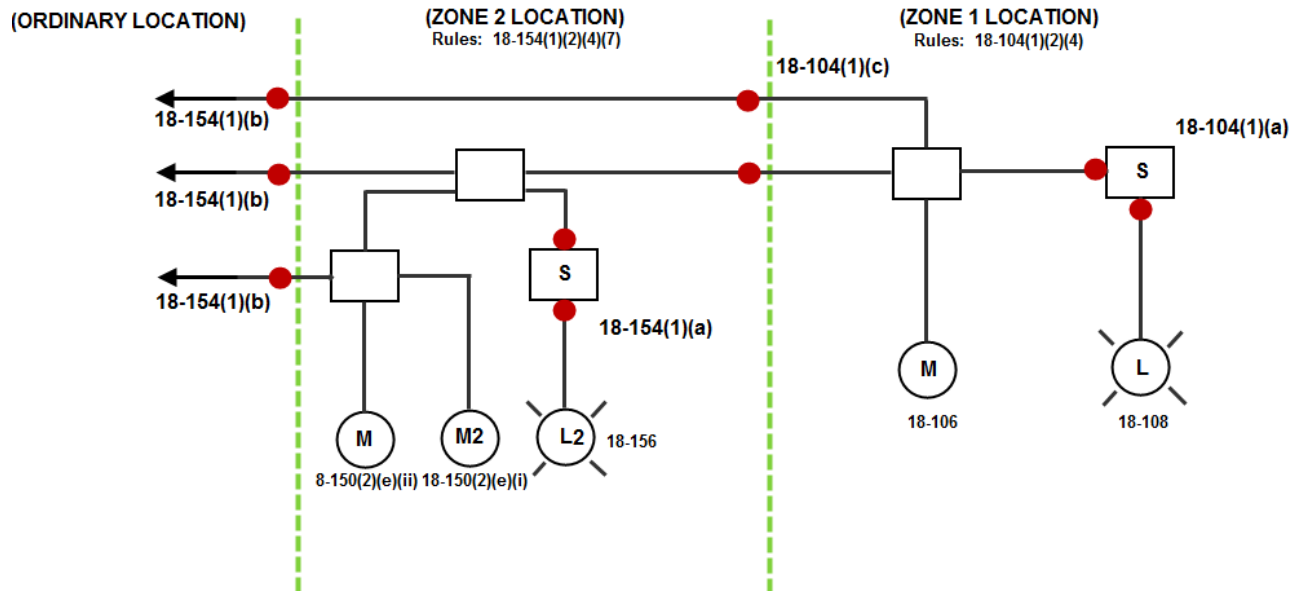 (ORDINARY LOCATION)
(ZONE 2 LOCATION)
Rules: 18-154(1)(2)(4)(7)
(ZONE 1 LOCATION)
Rules: 18-104(1)(2)(4)
18-104(1)(c)
18-154(1)(b)
18-104(1)(a)
S
18-154(1)(b)
S
18-154(1)(b)
18-154(1)(a)
M
L
18-106
18-108
M
M2
L2
18-156
8-150(2)(e)(ii)
18-150(2)(e)(i)